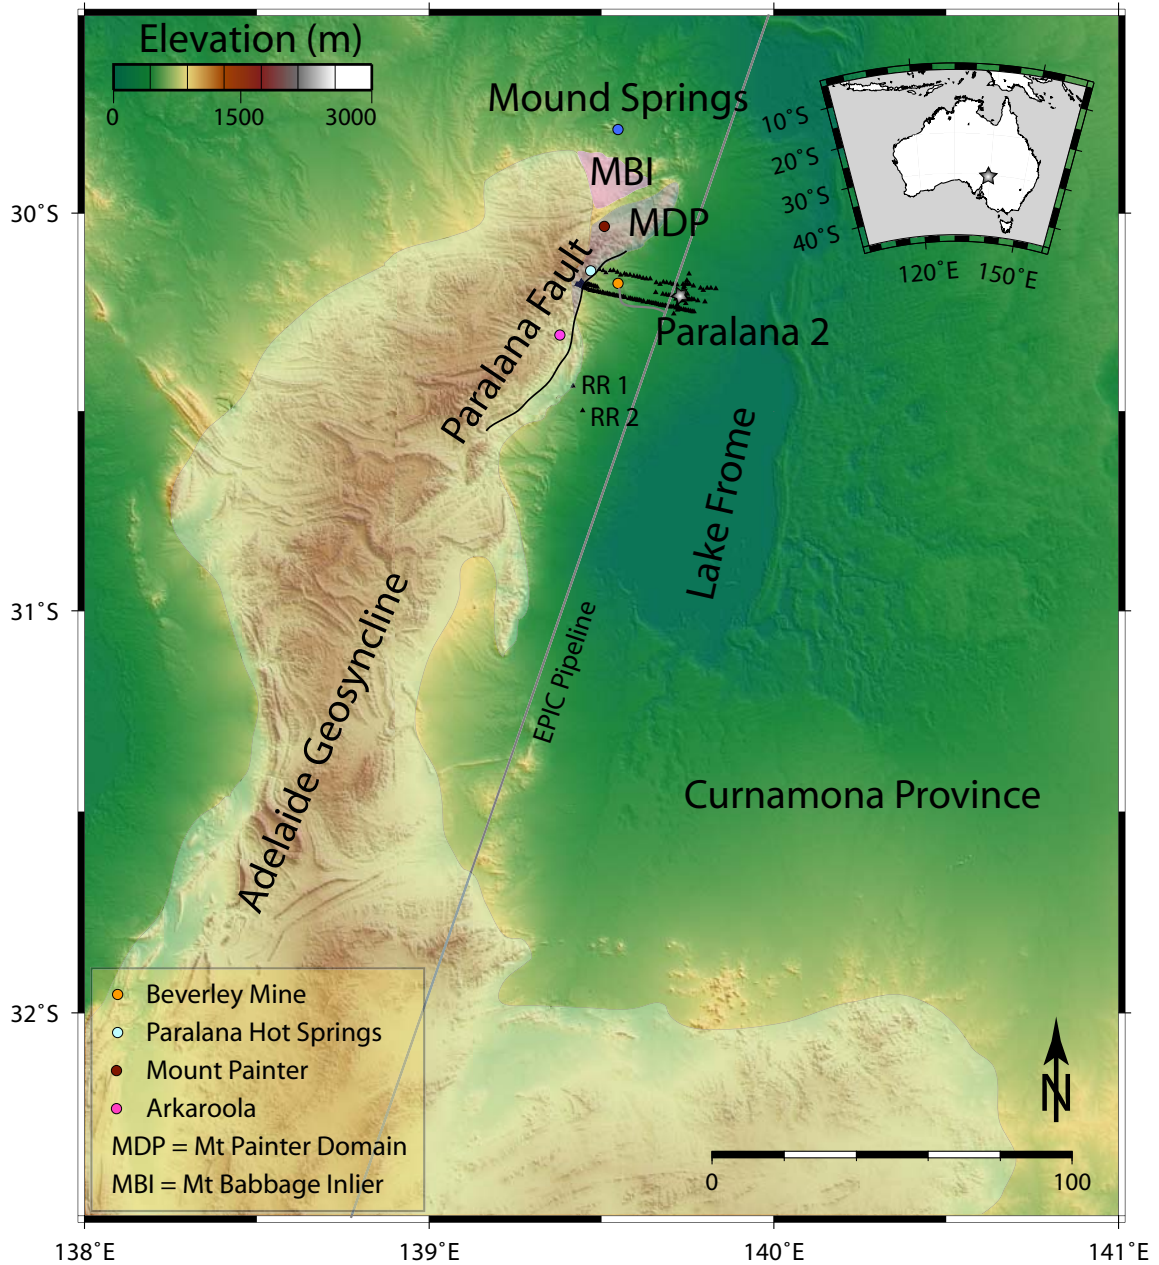 Elevation (m)
0
1500
3000
Mound Springs
MBI
MDP
Paralana Fault
Paralana 2
RR 1
RR 2
Lake Frome
EPIC Pipeline
Adelaide Geosyncline
Curnamona Province
10°S
20°S
30°S
40°S
120°E
150°E
30°S
31°S
32°S
Beverley Mine
Paralana Hot Springs
Mount Painter
Arkaroola
MDP = Mt Painter Domain
MBI = Mt Babbage Inlier
N
0
100
138°E
139°E
140°E
141°E